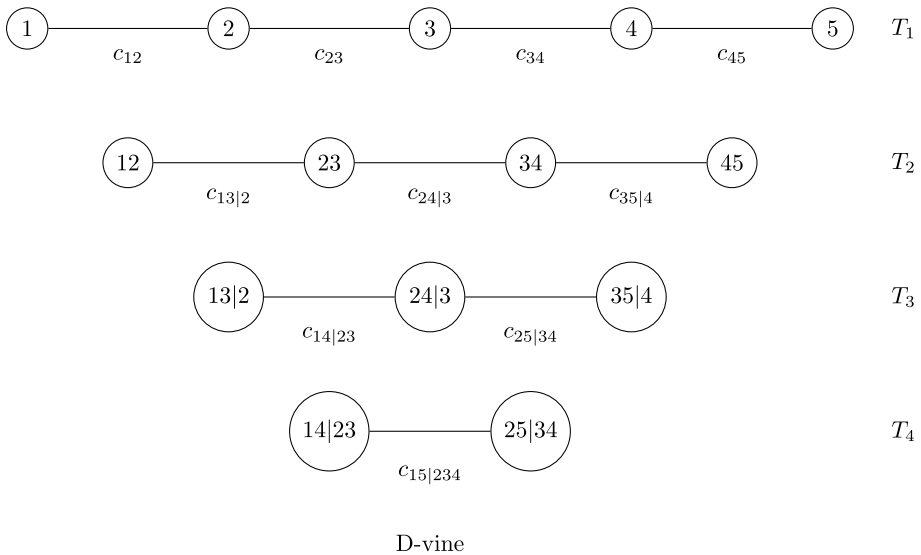 1 2 3 4 5 T₁
c₁₂ c₂₃ c₃₄ c₄₅
12 23 34 45 T₂
c₁₃|₂ c₂₄|₃ c₃₅|₄
13|2 24|3 35|4 T₃
c₁₄|₂₃ c₂₅|₃₄
14|23 25|34 T₄
c₁₅|₂₃₄
D-vine